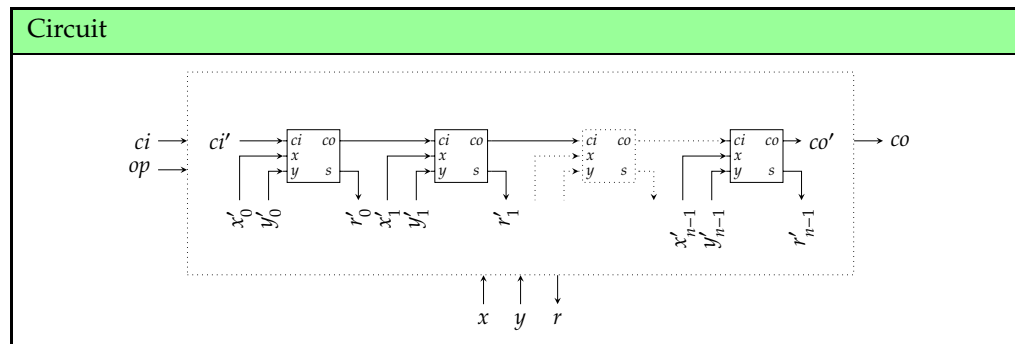 Circuit
ci ci′ ci co ci co ci co ci co co′ co
op x x x x
y s y s y s y s
x′0 y′0 r′0 x′1 y′1 r′1 x′n−1 y′n−1 r′n−1
x y r